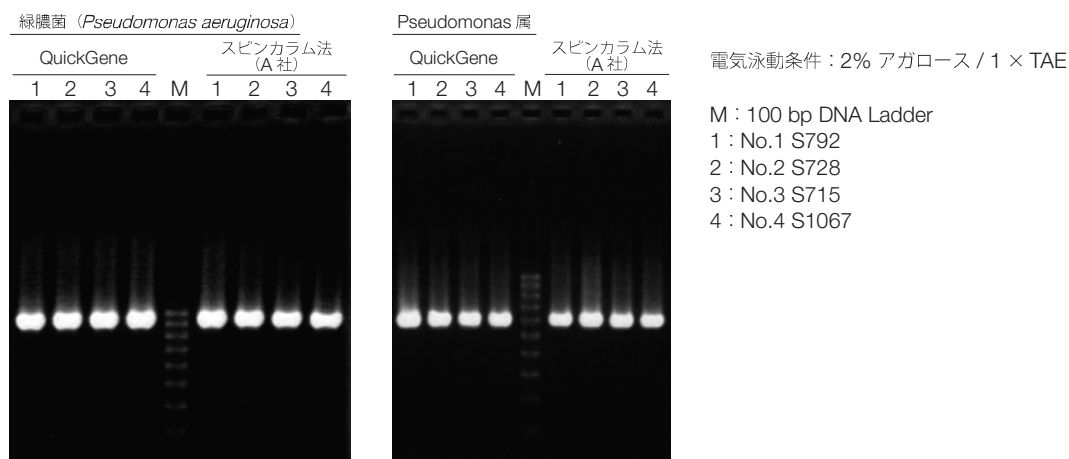 緑膿菌（Pseudomonas aeruginosa）
QuickGene
スピンカラム法
（A 社）
1 2 3 4 M 1 2 3 4
Pseudomonas 属
QuickGene
スピンカラム法
（A 社）
1 2 3 4 M 1 2 3 4
電気泳動条件：2% アガロース / 1 × TAE
M：100 bp DNA Ladder
1：No.1 S792
2：No.2 S728
3：No.3 S715
4：No.4 S1067